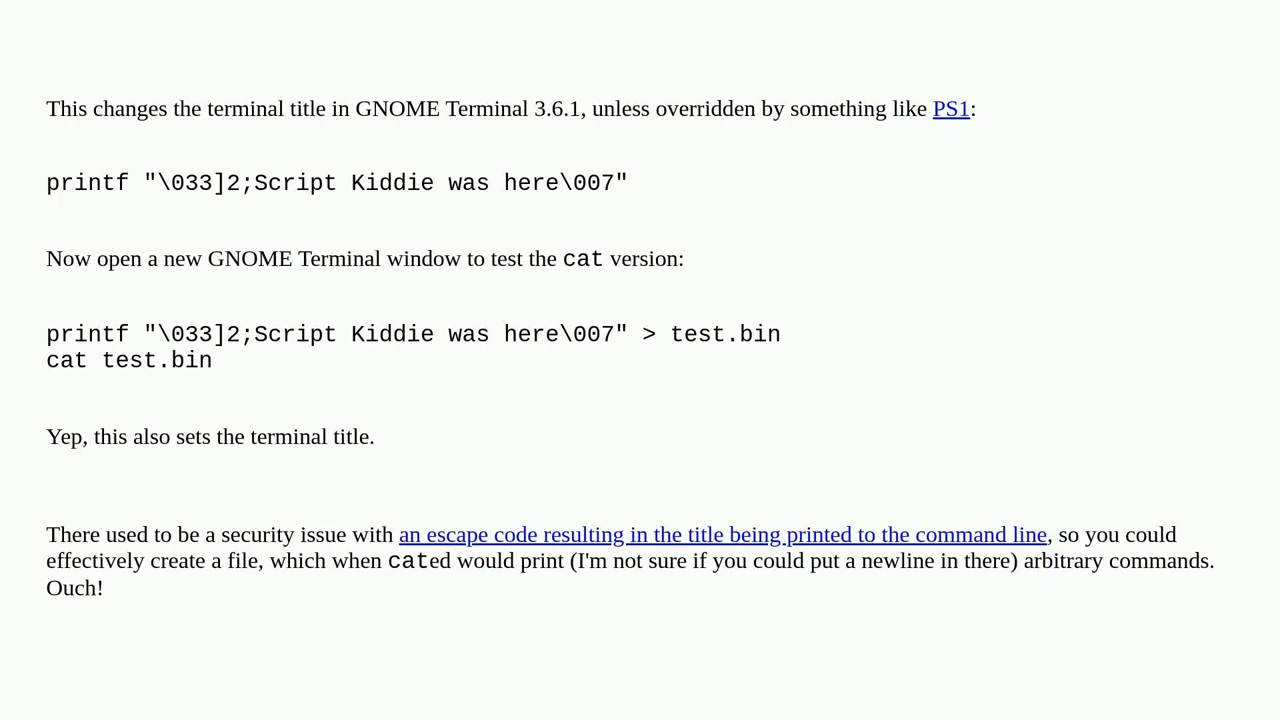 This changes the terminal title in GNOME Terminal 3.6.1, unless overridden by something like PS1:
printf "\033]2;Script Kiddie was here\007"
Now open a new GNOME Terminal window to test the cat version:
printf "\033]2;Script Kiddie was here\007" > test.bin
cat test.bin
Yep, this also sets the terminal title.
There used to be a security issue with an escape code resulting in the title being printed to the command line, so you could
effectively create a file, which when cated would print (I'm not sure if you could put a newline in there) arbitrary commands.
Ouch!